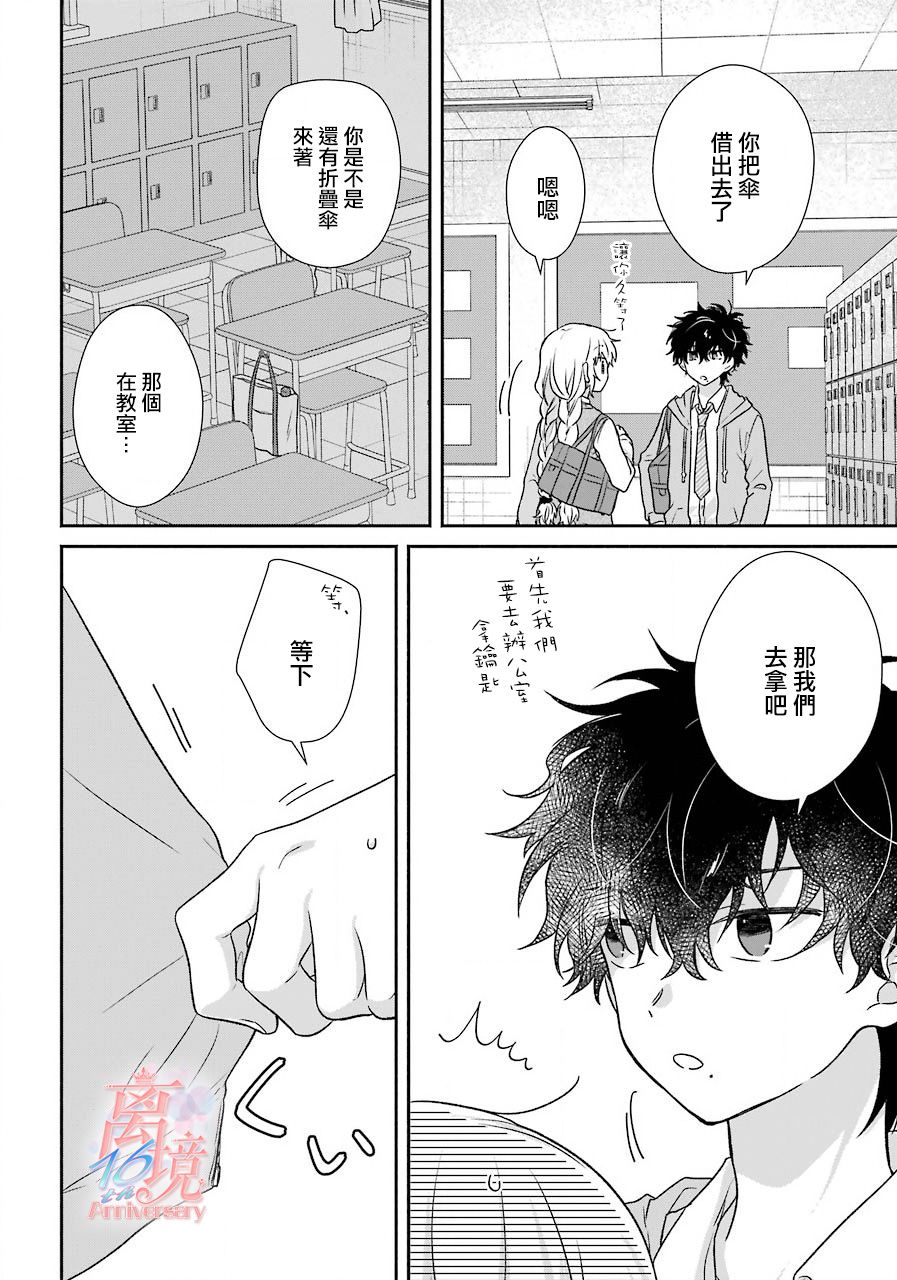 你把傘
借出去了
嗯嗯
讓你久等了
你是不是
還有折疊傘
來著
那個
在教室…
那我們
去拿吧
首先我們
要去辦公室
拿鑰匙
等、
等下
ぐい
离境
16th
Anniversary